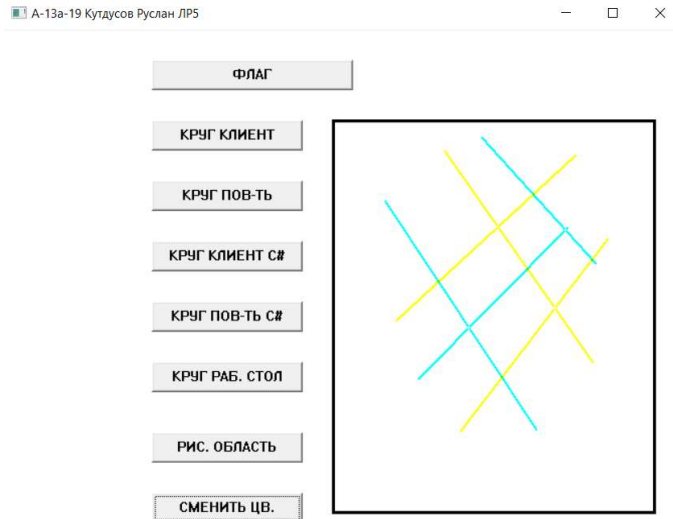 А-13а-19 Кутдусов Руслан ЛР5
ФЛАГ
КРУГ КЛИЕНТ
КРУГ ПОВ-ТЬ
КРУГ КЛИЕНТ C#
КРУГ ПОВ-ТЬ C#
КРУГ РАБ. СТОЛ
РИС. ОБЛАСТЬ
СМЕНИТЬ ЦВ.